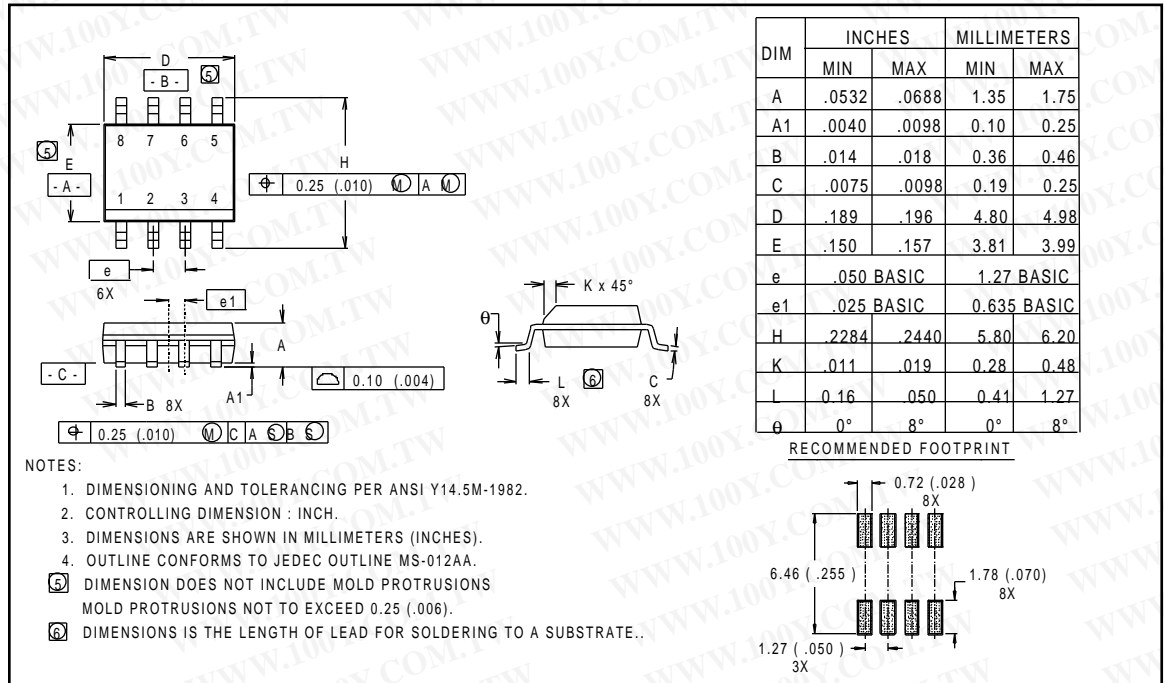 D
- B -
5
8 7 6 5
5
E
- A -
H
⌖ 0.25 (.010) Ⓜ A Ⓜ
1 2 3 4
e
6X
e1
K x 45°
θ
A
- C -
A1
⌓ 0.10 (.004)
L
8X
6
C
8X
B 8X
⌖ 0.25 (.010) Ⓜ C A Ⓢ B Ⓢ
DIM INCHES MILLIMETERS
MIN MAX MIN MAX
A .0532 .0688 1.35 1.75
A1 .0040 .0098 0.10 0.25
B .014 .018 0.36 0.46
C .0075 .0098 0.19 0.25
D .189 .196 4.80 4.98
E .150 .157 3.81 3.99
e .050 BASIC 1.27 BASIC
e1 .025 BASIC 0.635 BASIC
H .2284 .2440 5.80 6.20
K .011 .019 0.28 0.48
L 0.16 .050 0.41 1.27
θ 0° 8° 0° 8°
RECOMMENDED FOOTPRINT
0.72 (.028 )
8X
6.46 ( .255 )
1.78 (.070)
8X
1.27 ( .050 )
3X
NOTES:
1. DIMENSIONING AND TOLERANCING PER ANSI Y14.5M-1982.
2. CONTROLLING DIMENSION : INCH.
3. DIMENSIONS ARE SHOWN IN MILLIMETERS (INCHES).
4. OUTLINE CONFORMS TO JEDEC OUTLINE MS-012AA.
5 DIMENSION DOES NOT INCLUDE MOLD PROTRUSIONS
MOLD PROTRUSIONS NOT TO EXCEED 0.25 (.006).
6 DIMENSIONS IS THE LENGTH OF LEAD FOR SOLDERING TO A SUBSTRATE..
WWW.100Y.COM.TW